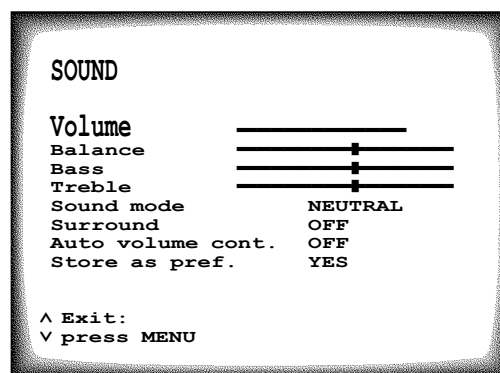 SOUND
Volume
Balance
Bass
Treble
Sound mode NEUTRAL
Surround OFF
Auto volume cont. OFF
Store as pref. YES
^ Exit:
v press MENU